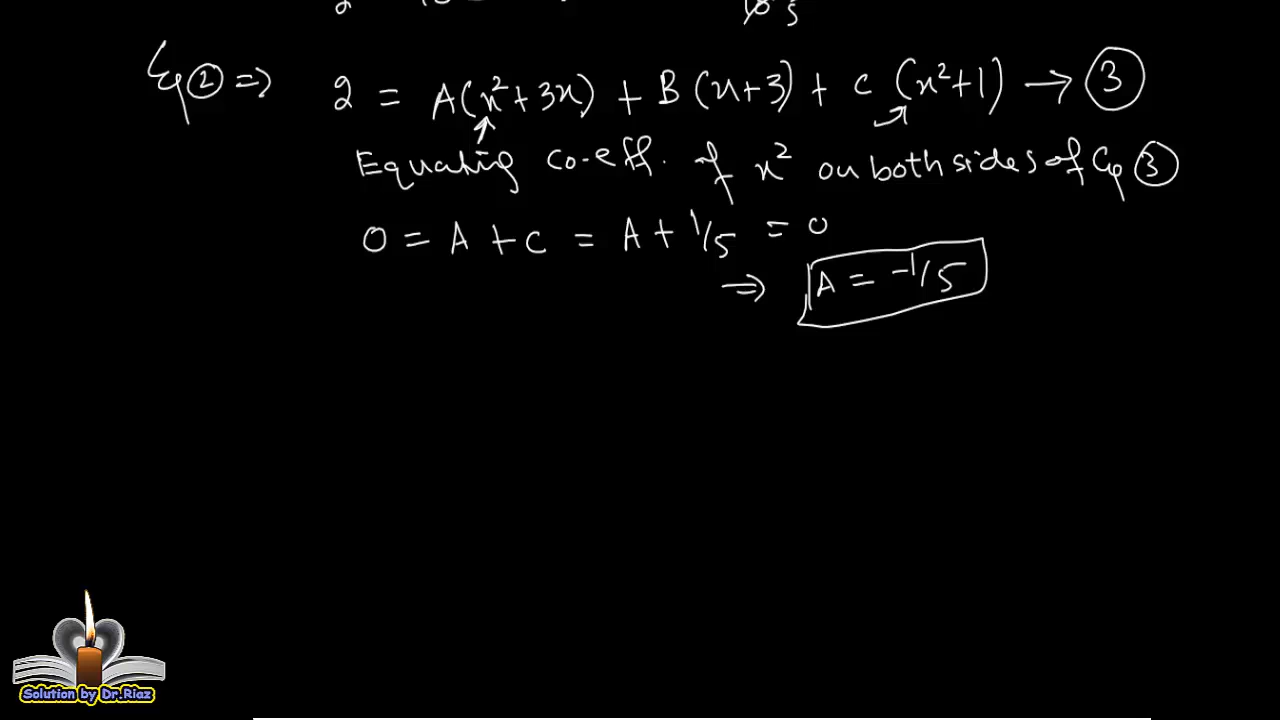 Eq ② ⇒ 2 = A(x²+3x) + B(x+3) + C(x²+1) → ③
Equating co-eff. of x² on both sides of Eq ③
0 = A + C = A + 1/5 = 0
⇒ A = -1/5
Solution by Dr.Riaz